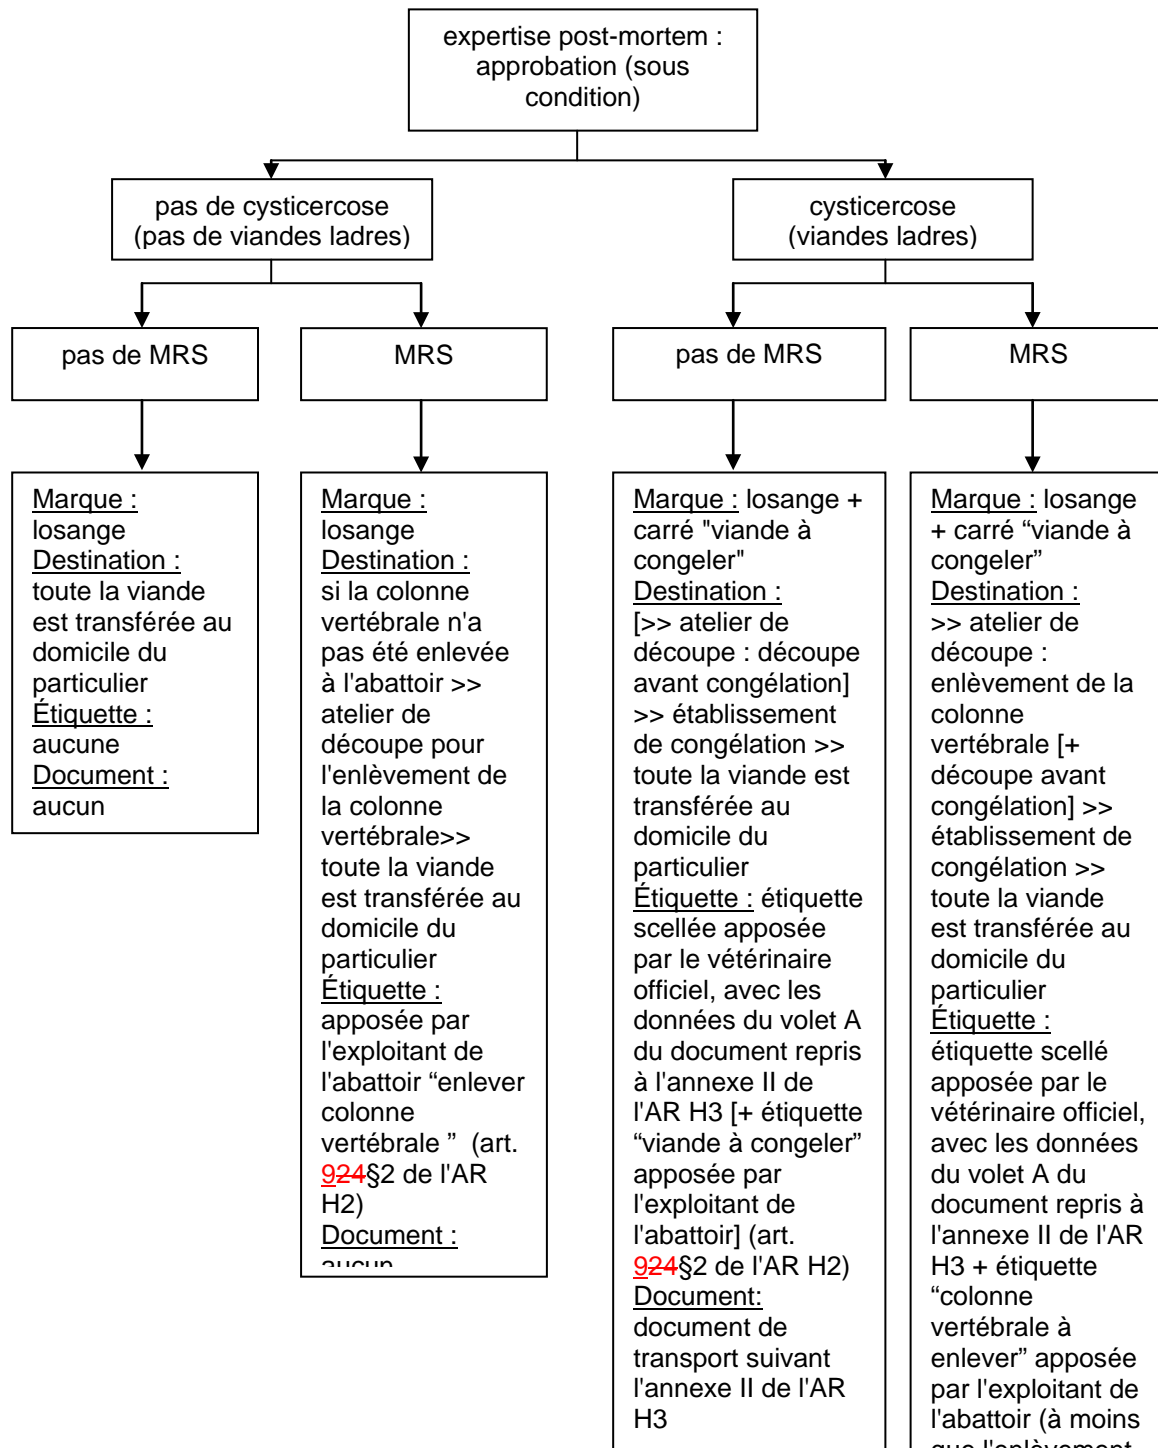 expertise post-mortem :
approbation (sous
condition)
pas de cysticercose
(pas de viandes ladres)
cysticercose
(viandes ladres)
pas de MRS
MRS
pas de MRS
MRS
Marque :
losange
Destination :
toute la viande
est transférée au
domicile du
particulier
Étiquette :
aucune
Document :
aucun
Marque :
losange
Destination :
si la colonne
vertébrale n'a
pas été enlevée
à l'abattoir >>
atelier de
découpe pour
l'enlèvement de
la colonne
vertébrale>>
toute la viande
est transférée au
domicile du
particulier
Étiquette :
apposée par
l'exploitant de
l'abattoir “enlever
colonne
vertébrale ”  (art.
924§2 de l'AR
H2)
Document :
aucun
Marque : losange +
carré "viande à
congeler"
Destination :
[>> atelier de
découpe : découpe
avant congélation]
>> établissement
de congélation >>
toute la viande est
transférée au
domicile du
particulier
Étiquette : étiquette
scellée apposée
par le vétérinaire
officiel, avec les
données du volet A
du document repris
à l'annexe II de
l'AR H3 [+ étiquette
“viande à congeler”
apposée par
l'exploitant de
l'abattoir] (art.
924§2 de l'AR H2)
Document:
document de
transport suivant
l'annexe II de l'AR
H3
Marque : losange
+ carré “viande à
congeler”
Destination :
>> atelier de
découpe :
enlèvement de la
colonne
vertébrale [+
découpe avant
congélation] >>
établissement de
congélation >>
toute la viande
est transférée au
domicile du
particulier
Étiquette :
étiquette scellé
apposée par le
vétérinaire officiel,
avec les données
du volet A du
document repris à
l'annexe II de l'AR
H3 + étiquette
“colonne
vertébrale à
enlever” apposée
par l'exploitant de
l'abattoir (à moins
que l'enlèvement